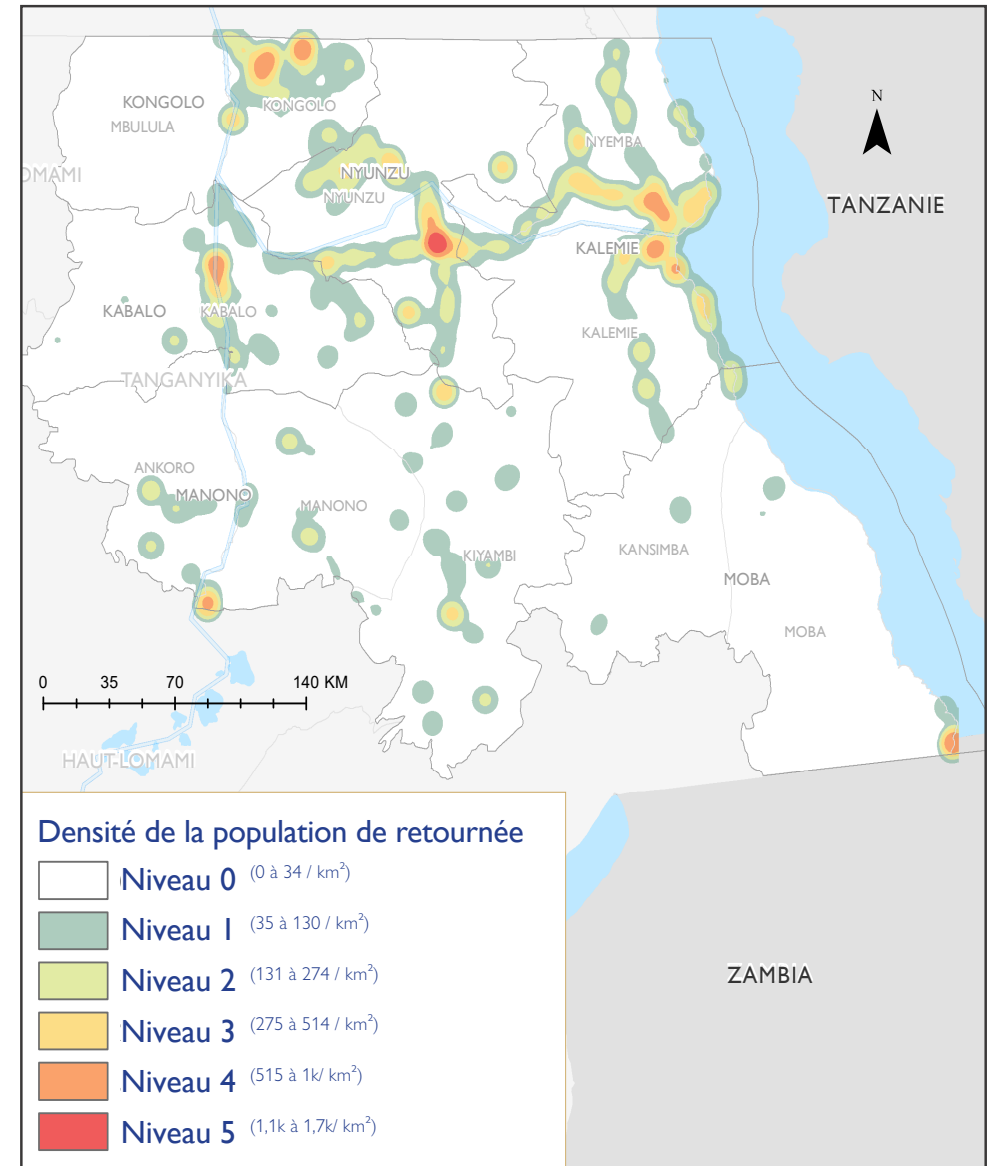 KONGOLO
KONGOLO
MBULULA
N
NYEMBA
NYUNZU
NYUNZU
TANZANIE
KALEMIE
KABALO
KABALO
KALEMIE
TANGANYIKA
ANKORO
MANONO
MANONO
KANSIMBA
KIYAMBI
MOBA
MOBA
0 35 70 140 KM
HAUT-LOMAMI
Densité de la population de retournée
Niveau 0 (0 à 34 / km²)
Niveau 1 (35 à 130 / km²)
Niveau 2 (131 à 274 / km²)
Niveau 3 (275 à 514 / km²)
Niveau 4 (515 à 1k/ km²)
Niveau 5 (1,1k à 1,7k/ km²)
ZAMBIA